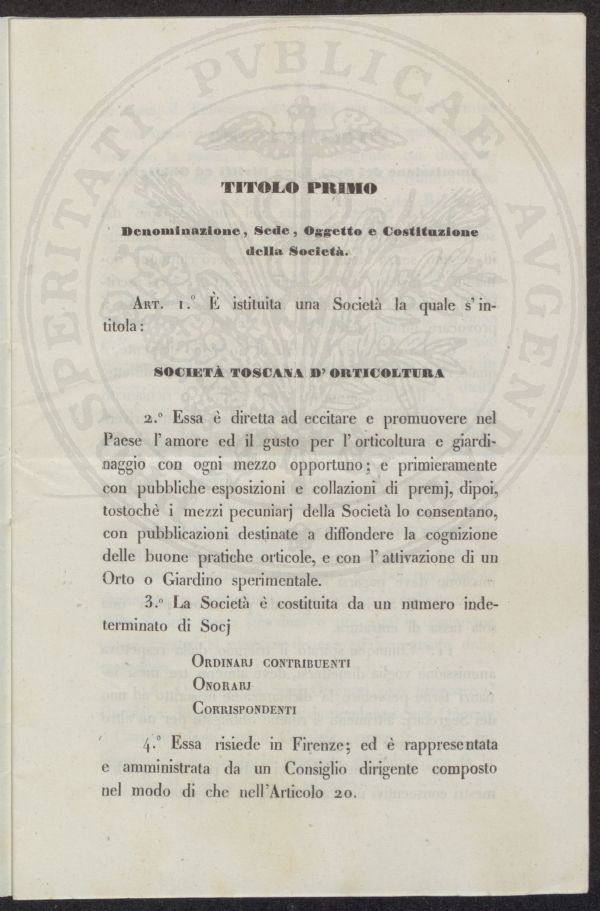 PROSPERITATI PVBLICAE AVGENDAE
TITOLO PRIMO
Denominazione, Sede, Oggetto e Costituzione
della Società.
ART. 1.° È istituita una Società la quale s'in-
titola:
SOCIETÀ TOSCANA D'ORTICOLTURA
2.° Essa è diretta ad eccitare e promuovere nel
Paese l'amore ed il gusto per l'orticoltura e giardi-
naggio con ogni mezzo opportuno; e primieramente
con pubbliche esposizioni e collazioni di premj, dipoi,
tostochè i mezzi pecuniarj della Società lo consentano,
con pubblicazioni destinate a diffondere la cognizione
delle buone pratiche orticole, e con l'attivazione di un
Orto o Giardino sperimentale.
3.° La Società è costituita da un numero inde-
terminato di Socj
ORDINARJ CONTRIBUENTI
ONORARJ
CORRISPONDENTI
4.° Essa risiede in Firenze; ed è rappresentata
e amministrata da un Consiglio dirigente composto
nel modo di che nell'Articolo 20.